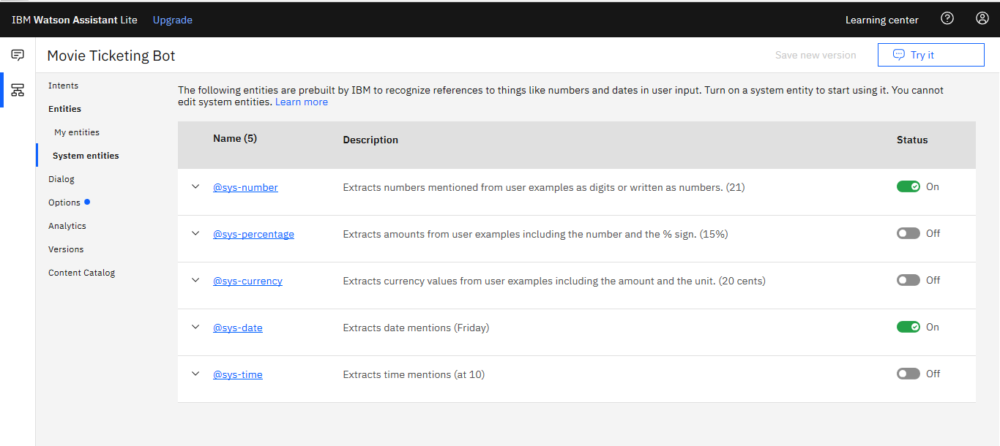 IBM Watson Assistant Lite Upgrade Learning center
Movie Ticketing Bot Save new version Try it
Intents
Entities
My entities
System entities
Dialog
Options
Analytics
Versions
Content Catalog
The following entities are prebuilt by IBM to recognize references to things like numbers and dates in user input. Turn on a system entity to start using it. You cannot
edit system entities. Learn more
Name (5) Description Status
@sys-number Extracts numbers mentioned from user examples as digits or written as numbers. (21) On
@sys-percentage Extracts amounts from user examples including the number and the % sign. (15%) Off
@sys-currency Extracts currency values from user examples including the amount and the unit. (20 cents) Off
@sys-date Extracts date mentions (Friday) On
@sys-time Extracts time mentions (at 10) Off